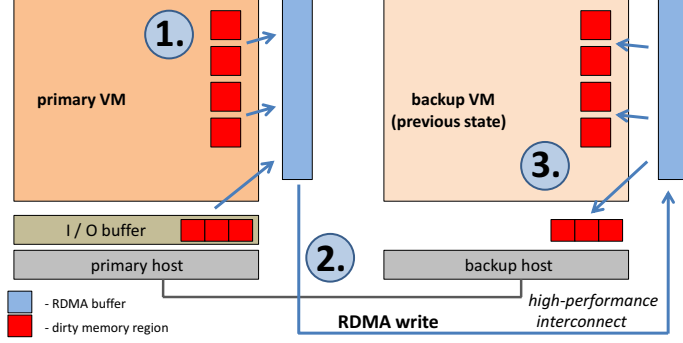 1.
primary VM
backup VM
(previous state)
3.
I / O buffer
2.
primary host
backup host
- RDMA buffer
- dirty memory region
RDMA write
high-performance
interconnect